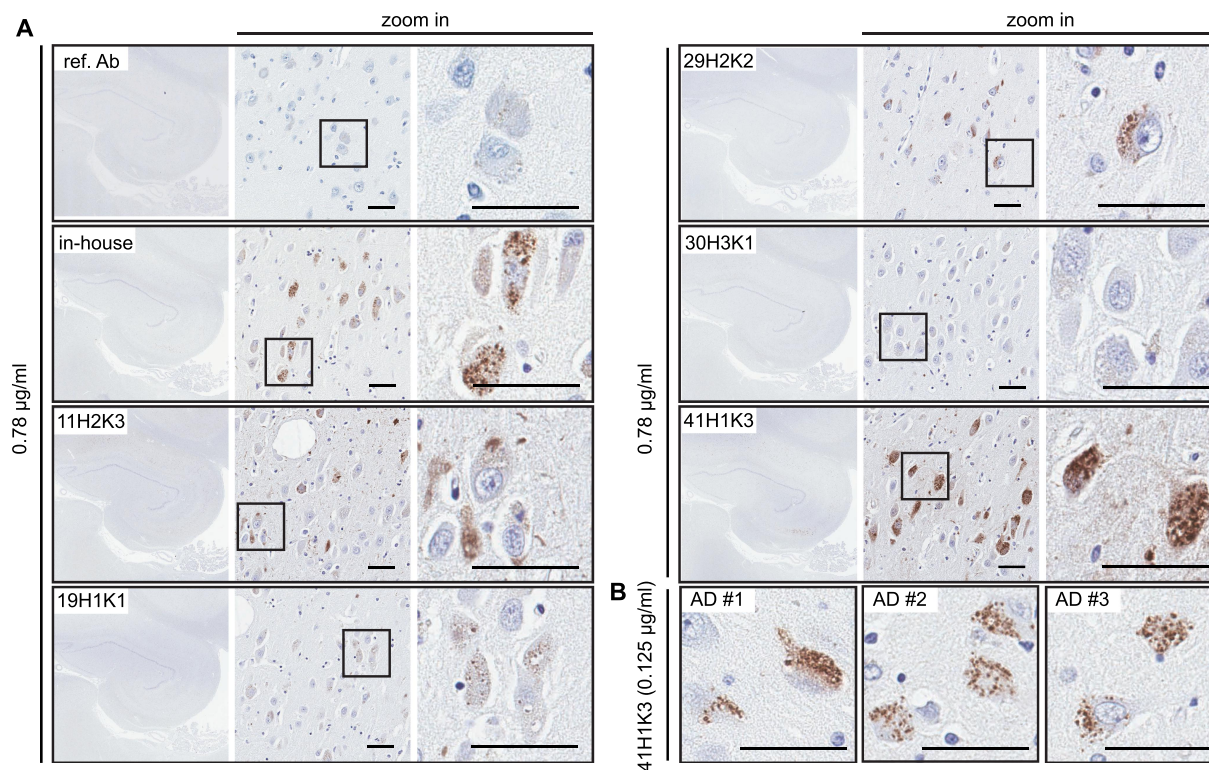 A
zoom in
zoom in
0.78 µg/ml
ref. Ab
in-house
11H2K3
19H1K1
0.78 µg/ml
29H2K2
30H3K1
41H1K3
B
41H1K3 (0.125 µg/ml)
AD #1
AD #2
AD #3